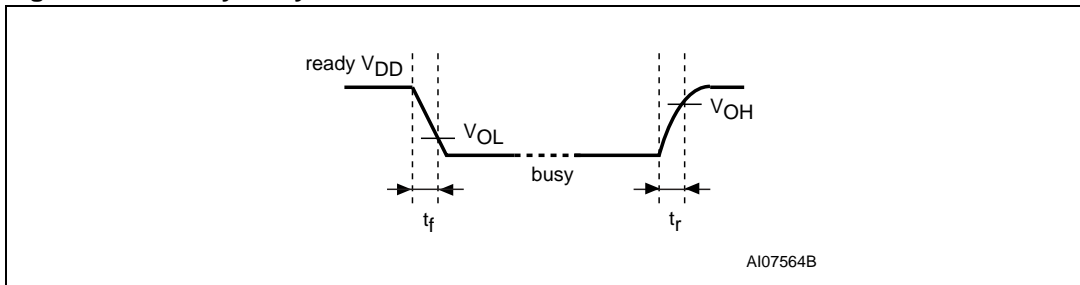 ready VDD
VOL
VOH
busy
tf
tr
AI07564B